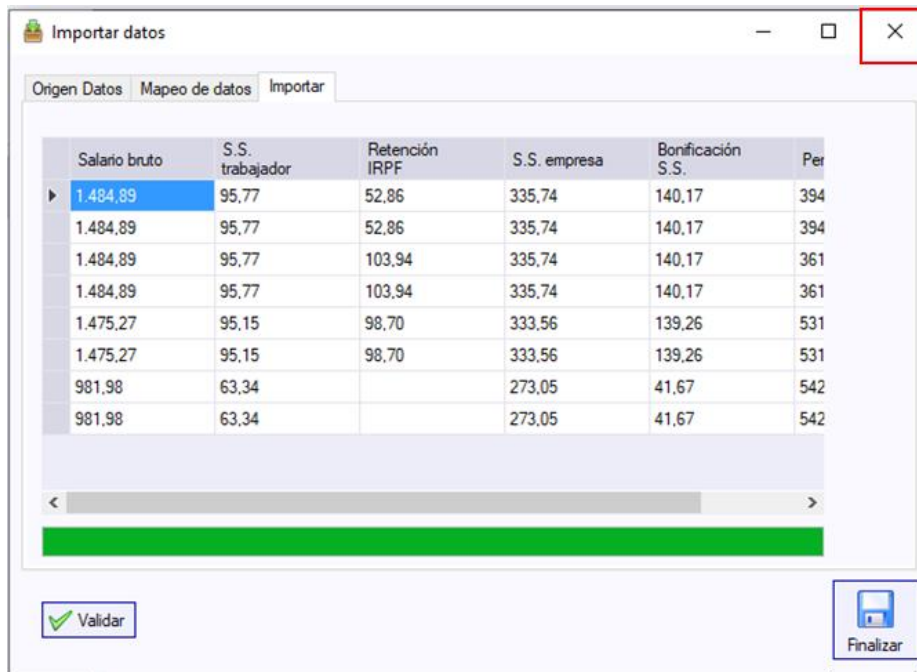 Importar datos
Origen Datos Mapeo de datos Importar
Salario bruto S.S. trabajador Retención IRPF S.S. empresa Bonificación S.S. Per
1.484,89 95,77 52,86 335,74 140,17 394
1.484,89 95,77 52,86 335,74 140,17 394
1.484,89 95,77 103,94 335,74 140,17 361
1.484,89 95,77 103,94 335,74 140,17 361
1.475,27 95,15 98,70 333,56 139,26 531
1.475,27 95,15 98,70 333,56 139,26 531
981,98 63,34 273,05 41,67 542
981,98 63,34 273,05 41,67 542
Validar
Finalizar